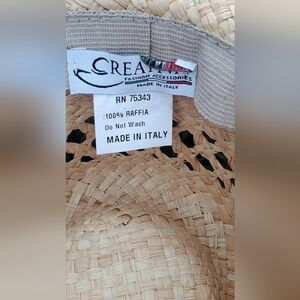 FASHION ACCESSORIES
MADE IN ITALY
RN 75343
100% RAFFIA
Do Not Wash
MADE IN ITALY